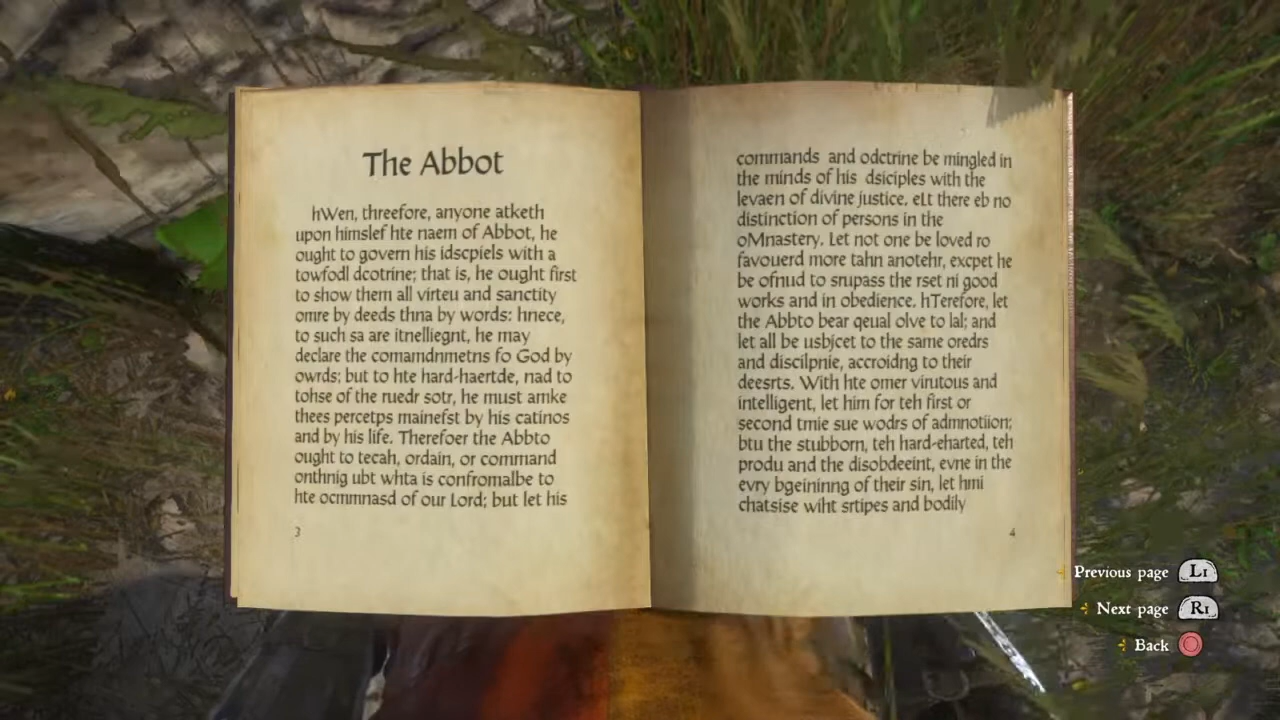 The Abbot
hWen, threefore, anyone atketh
upon himslef hte naem of Abbot, he
ought to govern his idscpiels with a
towfodl dcotrine; that is, he ought first
to show them all virteu and sanctity
omre by deeds thna by words: hnece,
to such sa are itnelliegnt, he may
declare the comamdnmetns fo God by
owrds; but to hte hard-haertde, nad to
tohse of the ruedr sotr, he must amke
thees percetps mainefst by his catinos
and by his life. Therefoer the Abbto
ought to tecah, ordain, or command
onthnig ubt whta is confromalbe to
hte ocmmnasd of our Lord; but let his
3
commands and odctrine be mingled in
the minds of his dsiciples with the
levaen of divine justice. eLt there eb no
distinction of persons in the
oMnastery. Let not one be loved ro
favouerd more tahn anotehr, excpet he
be ofnud to srupass the rset ni good
works and in obedience. hTerefore, let
the Abbto bear qeual olve to lal; and
let all be usbjcet to the same oredrs
and discilpnie, accroidng to their
deesrts. With hte omer virutous and
intelligent, let him for teh first or
second tmie sue wodrs of admnotiion;
btu the stubborn, teh hard-eharted, teh
produ and the disobdeeint, evne in the
evry bgeininng of their sin, let hmi
chatsise wiht srtipes and bodily
4
Previous page L1
Next page R1
Back